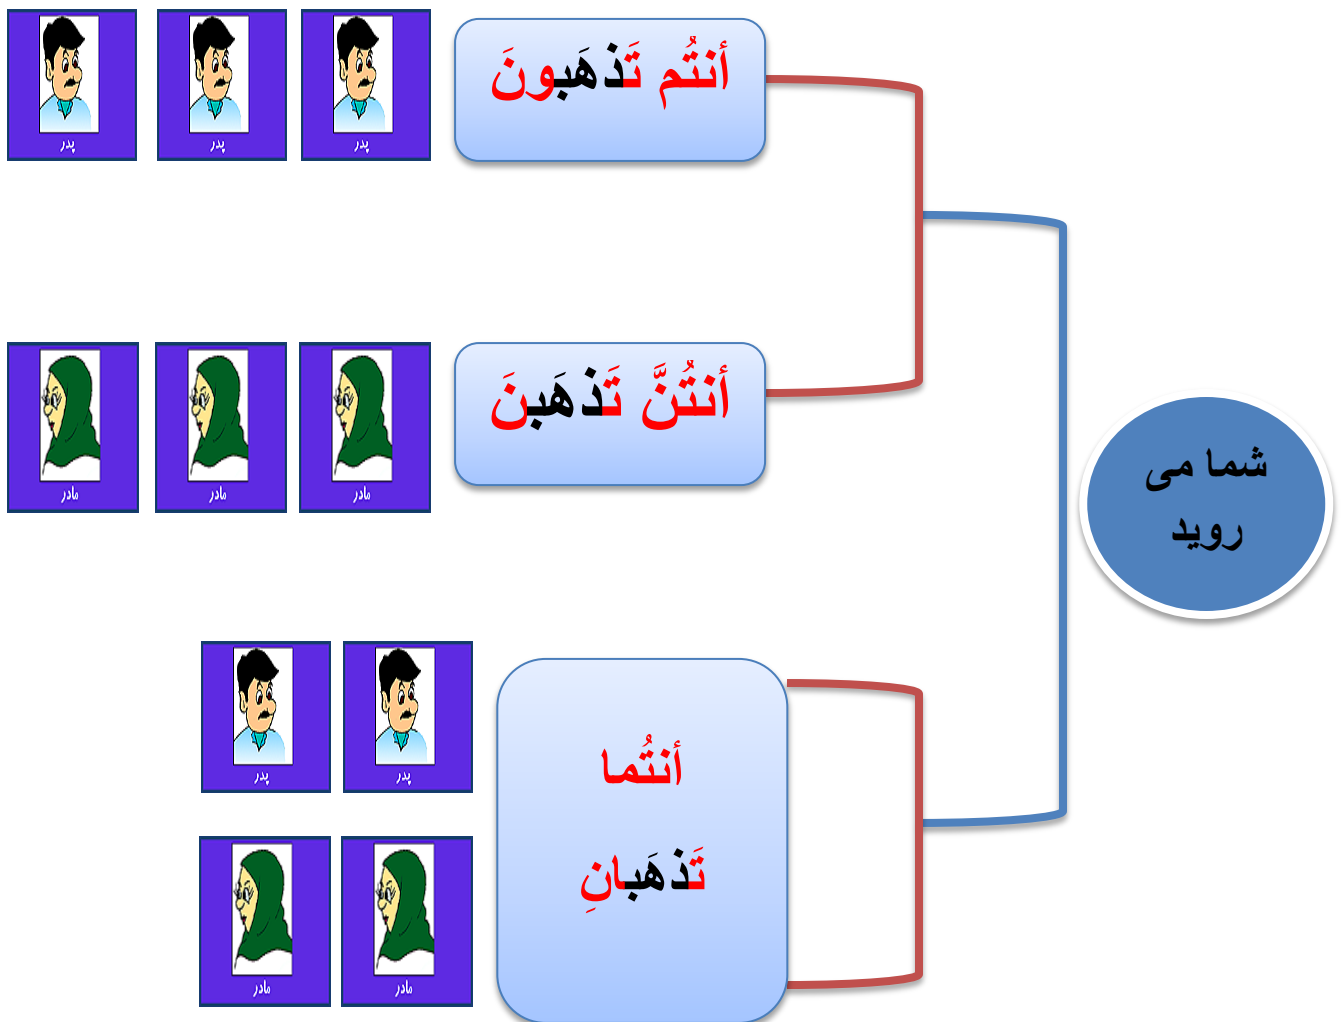 أنتُم تَذهَبونَ
پدر
پدر
پدر
أنتُنَّ تَذهَبنَ
مادر
مادر
مادر
شما می
روید
أنتُما
تَذهَبانِ
پدر
پدر
مادر
مادر